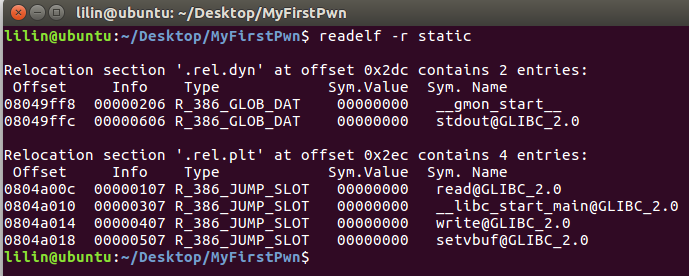 lilin@ubuntu: ~/Desktop/MyFirstPwn
lilin@ubuntu:~/Desktop/MyFirstPwn$ readelf -r static
Relocation section '.rel.dyn' at offset 0x2dc contains 2 entries:
Offset Info Type Sym.Value Sym. Name
08049ff8 00000206 R_386_GLOB_DAT 00000000 __gmon_start__
08049ffc 00000606 R_386_GLOB_DAT 00000000 stdout@GLIBC_2.0
Relocation section '.rel.plt' at offset 0x2ec contains 4 entries:
Offset Info Type Sym.Value Sym. Name
0804a00c 00000107 R_386_JUMP_SLOT 00000000 read@GLIBC_2.0
0804a010 00000307 R_386_JUMP_SLOT 00000000 __libc_start_main@GLIBC_2.0
0804a014 00000407 R_386_JUMP_SLOT 00000000 write@GLIBC_2.0
0804a018 00000507 R_386_JUMP_SLOT 00000000 setvbuf@GLIBC_2.0
lilin@ubuntu:~/Desktop/MyFirstPwn$